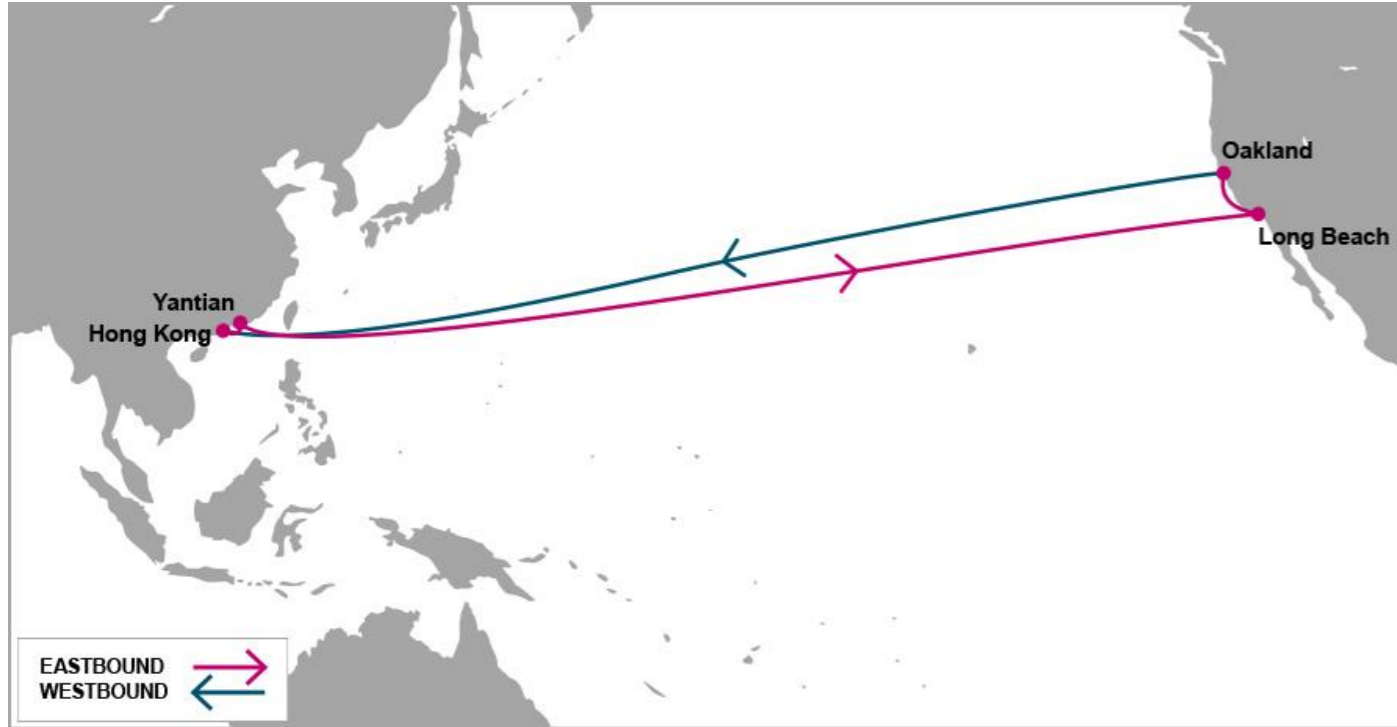 Oakland
Long Beach
Yantian
Hong Kong
EASTBOUND
WESTBOUND